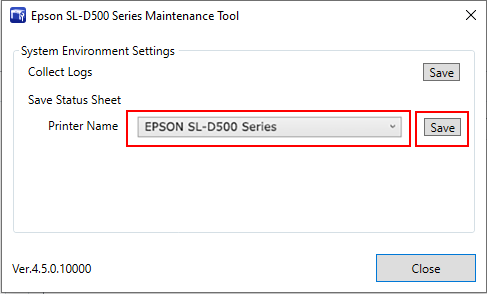 Epson SL-D500 Series Maintenance Tool
System Environment Settings
Collect Logs
Save
Save Status Sheet
Printer Name
EPSON SL-D500 Series
Save
Ver.4.5.0.10000
Close